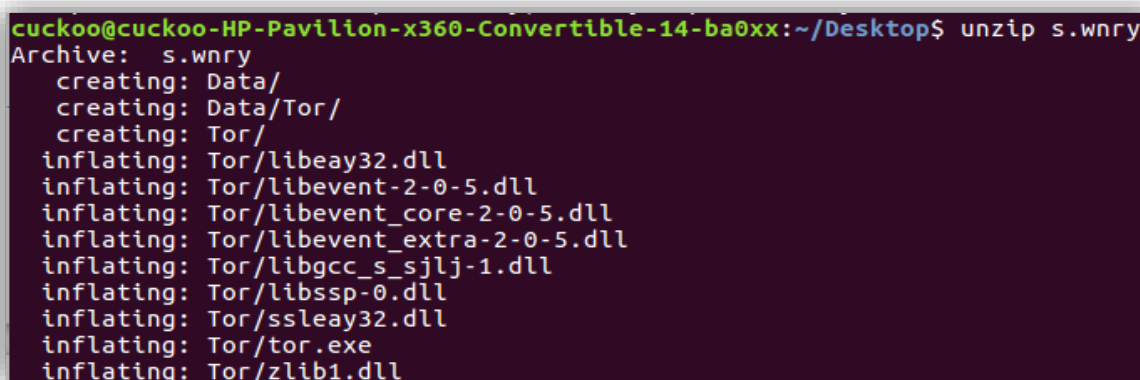 cuckoo@cuckoo-HP-Pavilion-x360-Convertible-14-ba0xx:~/Desktop$ unzip s.wnry
Archive:  s.wnry
   creating: Data/
   creating: Data/Tor/
   creating: Tor/
  inflating: Tor/libeay32.dll
  inflating: Tor/libevent-2-0-5.dll
  inflating: Tor/libevent_core-2-0-5.dll
  inflating: Tor/libevent_extra-2-0-5.dll
  inflating: Tor/libgcc_s_sjlj-1.dll
  inflating: Tor/libssp-0.dll
  inflating: Tor/ssleay32.dll
  inflating: Tor/tor.exe
  inflating: Tor/zlib1.dll